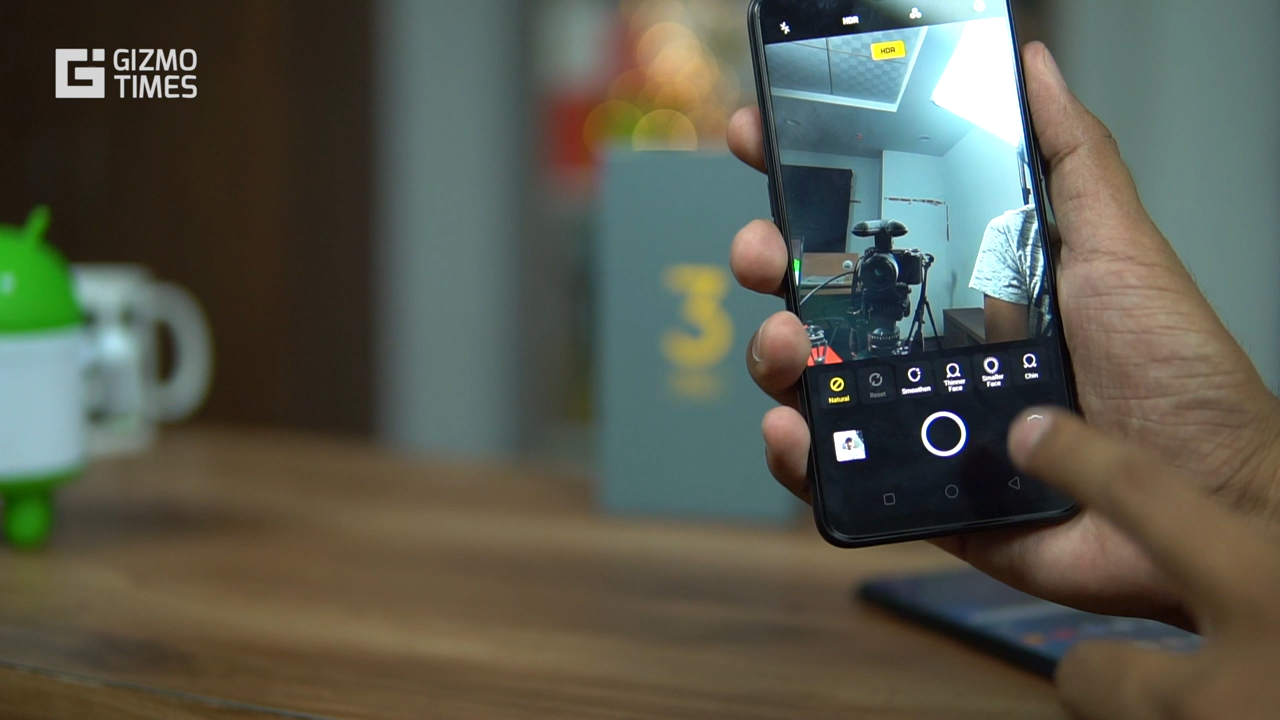 GIZMO
TIMES
HDR
HDR
Natural
Reset
Smoothen
Thinner
Face
Smaller
Face
Chin
3